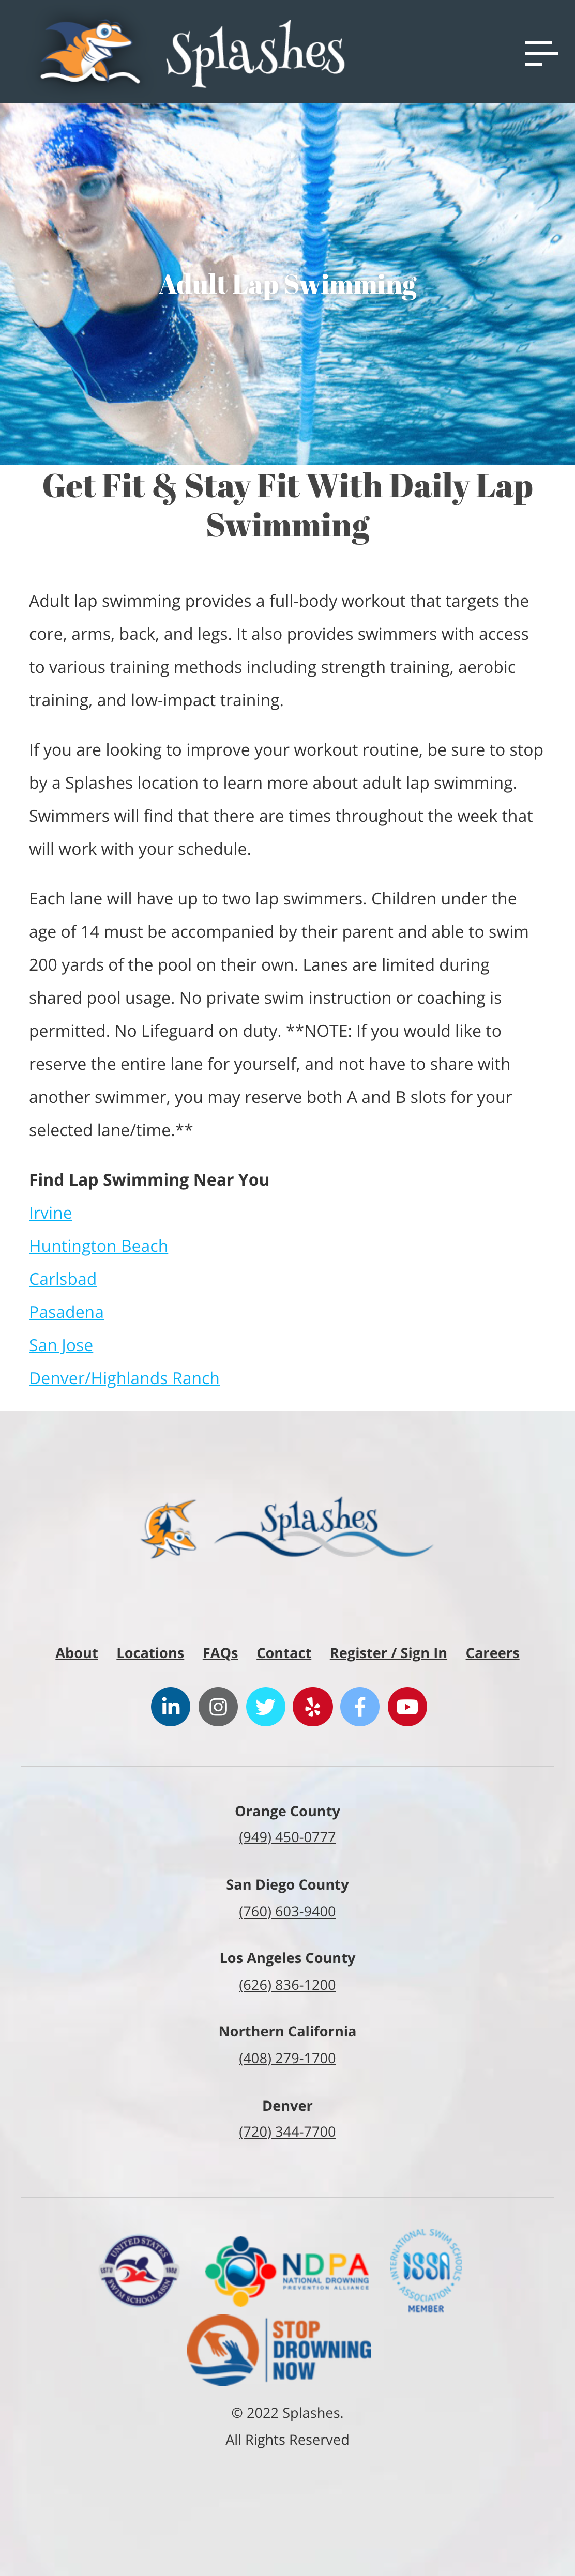 Splashes
Adult Lap Swimming
Get Fit & Stay Fit With Daily Lap
Swimming
Adult lap swimming provides a full-body workout that targets the
core, arms, back, and legs. It also provides swimmers with access
to various training methods including strength training, aerobic
training, and low-impact training.
If you are looking to improve your workout routine, be sure to stop
by a Splashes location to learn more about adult lap swimming.
Swimmers will find that there are times throughout the week that
will work with your schedule.
Each lane will have up to two lap swimmers. Children under the
age of 14 must be accompanied by their parent and able to swim
200 yards of the pool on their own. Lanes are limited during
shared pool usage. No private swim instruction or coaching is
permitted. No Lifeguard on duty. **NOTE: If you would like to
reserve the entire lane for yourself, and not have to share with
another swimmer, you may reserve both A and B slots for your
selected lane/time.**
Find Lap Swimming Near You
Irvine
Huntington Beach
Carlsbad
Pasadena
San Jose
Denver/Highlands Ranch
Splashes
About Locations FAQs Contact Register / Sign In Careers
Orange County
(949) 450-0777
San Diego County
(760) 603-9400
Los Angeles County
(626) 836-1200
Northern California
(408) 279-1700
Denver
(720) 344-7700
UNITED STATES
SWIM SCHOOL ASSN.
NDPA
NATIONAL DROWNING
PREVENTION ALLIANCE
INTERNATIONAL SWIM SCHOOLS
ASSOCIATION
ISSA
MEMBER
STOP
DROWNING
NOW
© 2022 Splashes.
All Rights Reserved